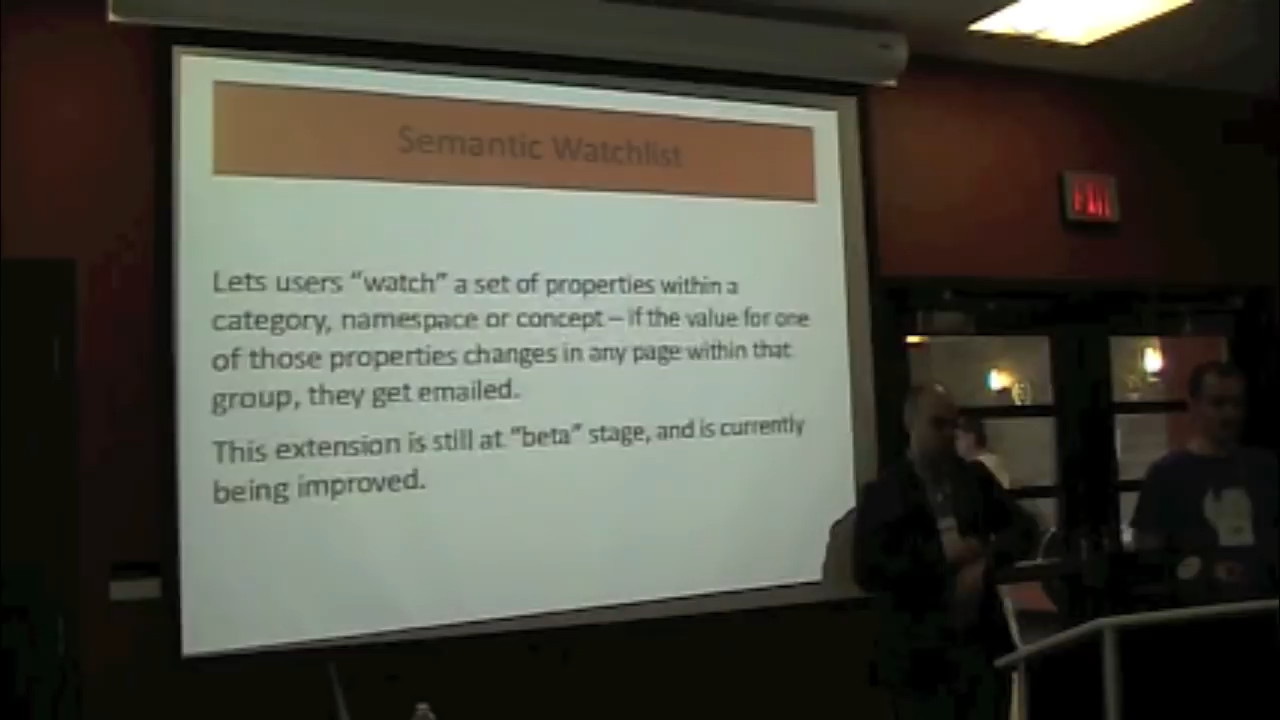 Semantic Watchlist
Lets users “watch” a set of properties within a
category, namespace or concept – if the value for one
of those properties changes in any page within that
group, they get emailed.
This extension is still at “beta” stage, and is currently
being improved.
EXIT